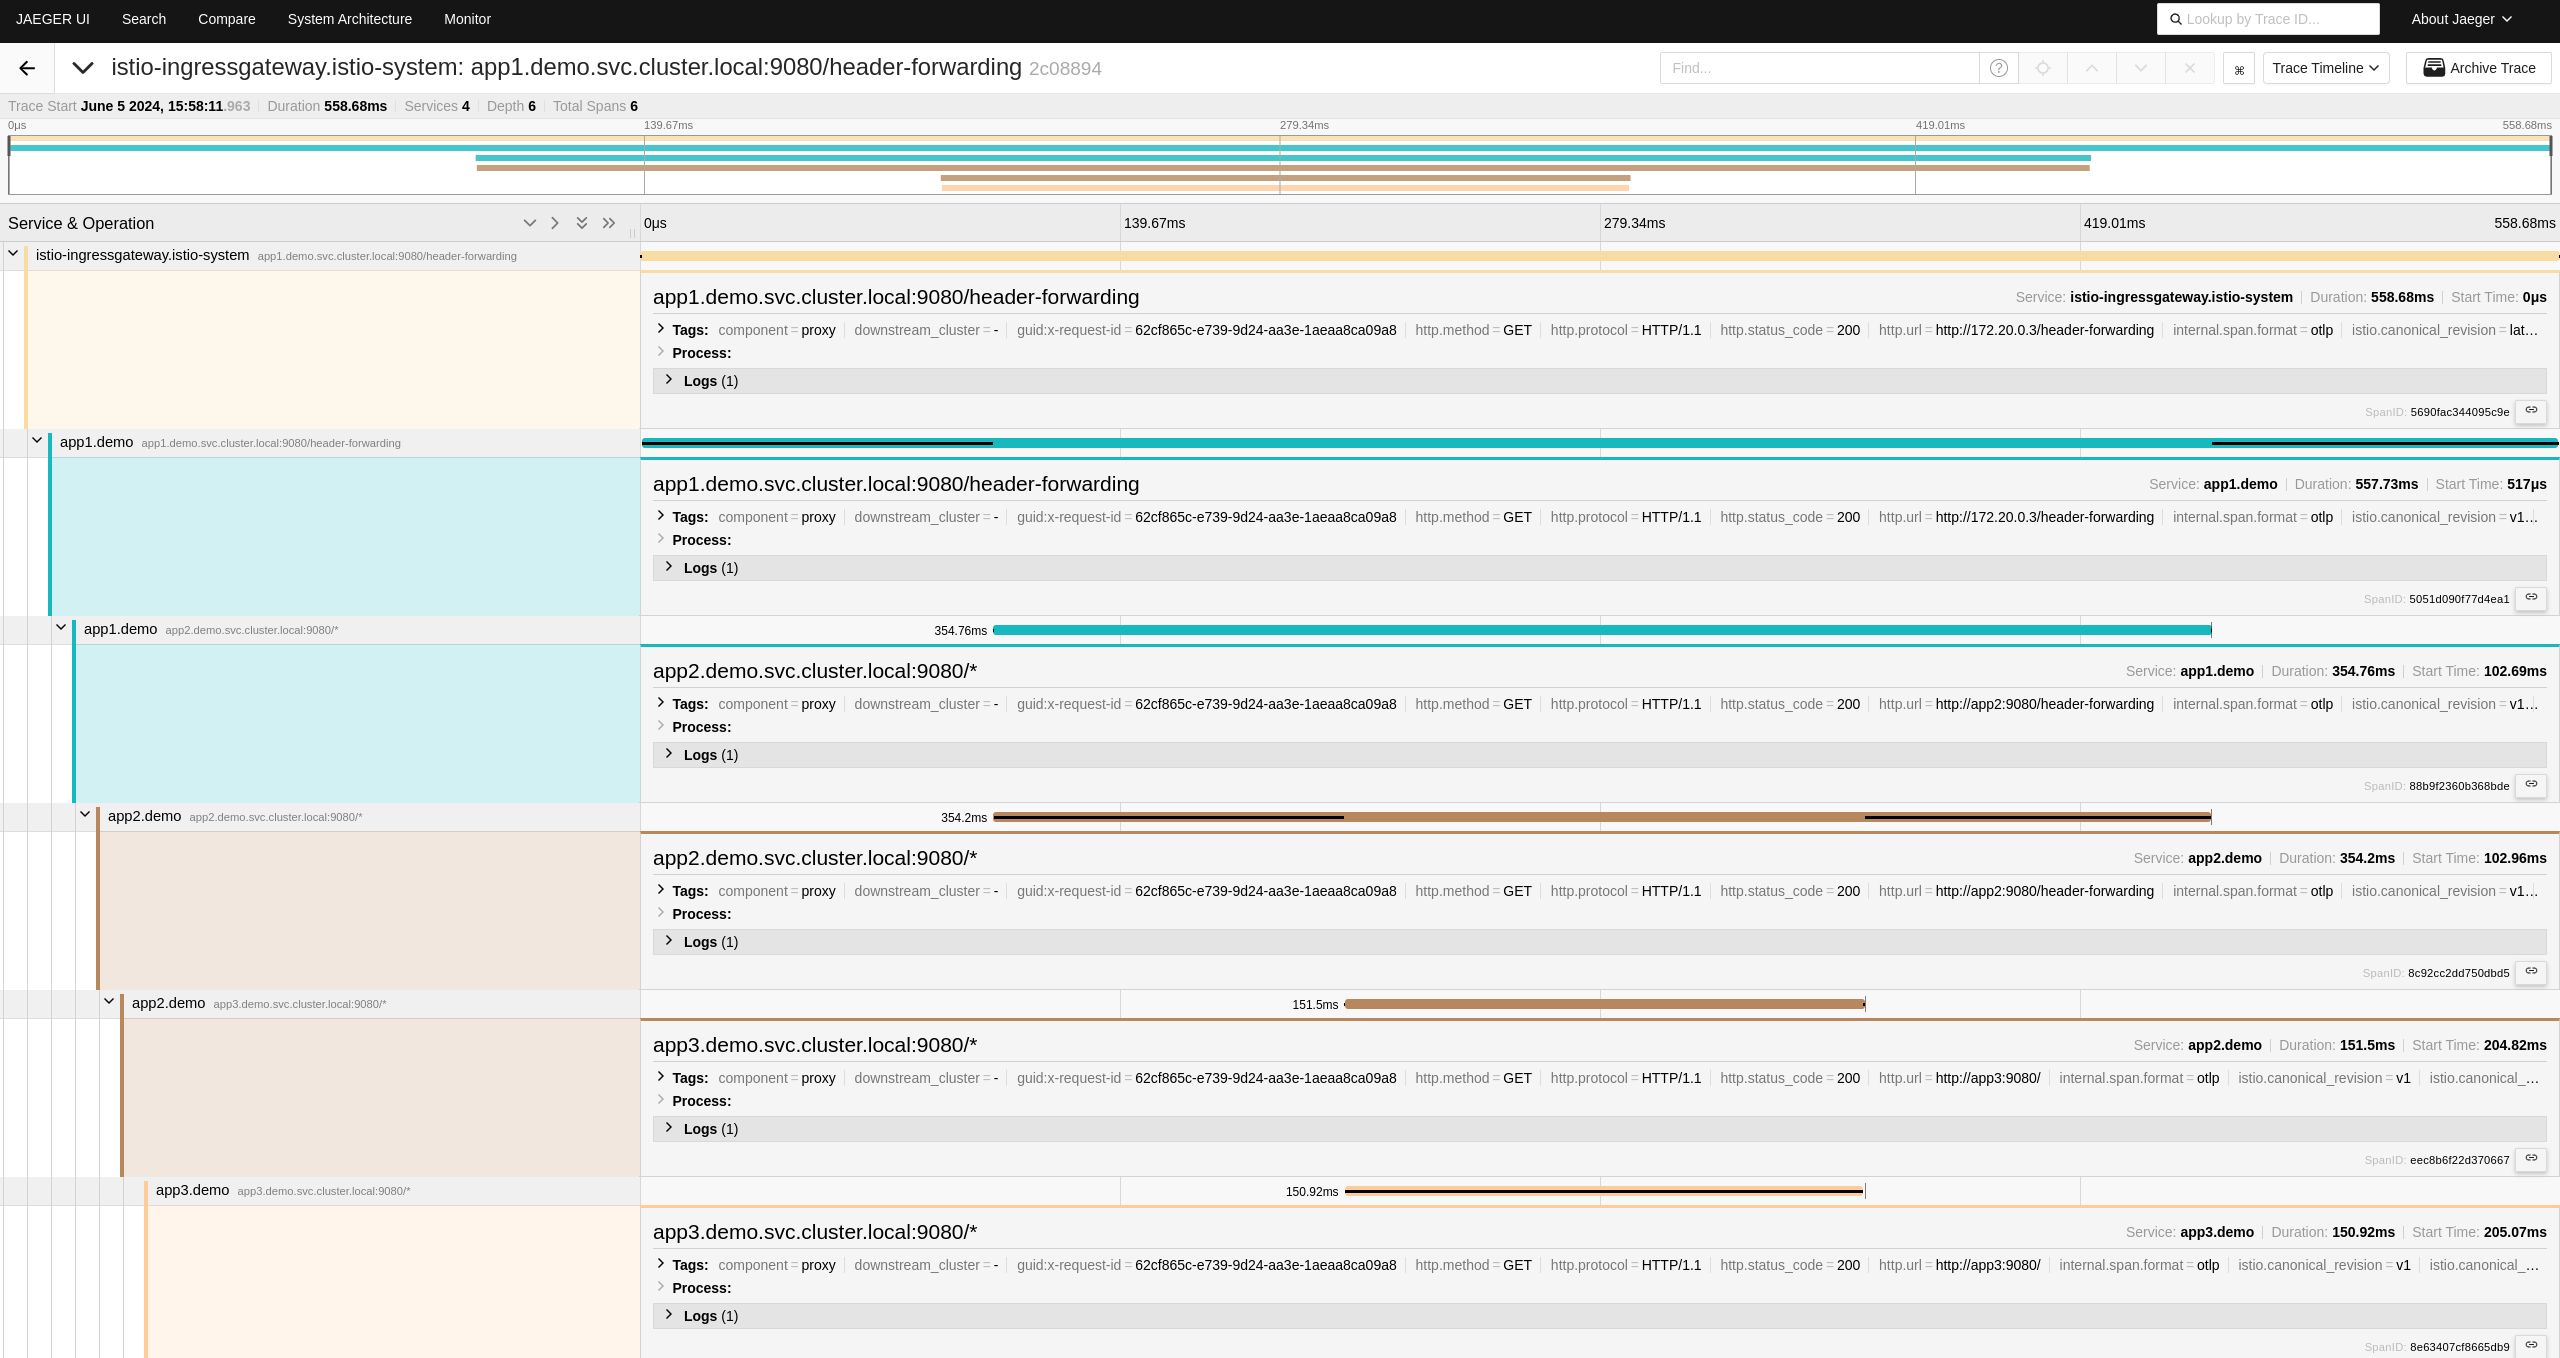 JAEGER UI Search Compare System Architecture Monitor Lookup by Trace ID... About Jaeger
istio-ingressgateway.istio-system: app1.demo.svc.cluster.local:9080/header-forwarding 2c08894 Find... ? ⌘ Trace Timeline Archive Trace
Trace Start June 5 2024, 15:58:11.963 Duration 558.68ms Services 4 Depth 6 Total Spans 6
0μs 139.67ms 279.34ms 419.01ms 558.68ms
Service & Operation 0μs 139.67ms 279.34ms 419.01ms 558.68ms
istio-ingressgateway.istio-system app1.demo.svc.cluster.local:9080/header-forwarding
app1.demo.svc.cluster.local:9080/header-forwarding Service: istio-ingressgateway.istio-system Duration: 558.68ms Start Time: 0μs
Tags: component = proxy downstream_cluster = - guid:x-request-id = 62cf865c-e739-9d24-aa3e-1aeaa8ca09a8 http.method = GET http.protocol = HTTP/1.1 http.status_code = 200 http.url = http://172.20.0.3/header-forwarding internal.span.format = otlp istio.canonical_revision = lat...
Process:
Logs (1)
SpanID: 5690fac344095c9e
app1.demo app1.demo.svc.cluster.local:9080/header-forwarding
app1.demo.svc.cluster.local:9080/header-forwarding Service: app1.demo Duration: 557.73ms Start Time: 517μs
Tags: component = proxy downstream_cluster = - guid:x-request-id = 62cf865c-e739-9d24-aa3e-1aeaa8ca09a8 http.method = GET http.protocol = HTTP/1.1 http.status_code = 200 http.url = http://172.20.0.3/header-forwarding internal.span.format = otlp istio.canonical_revision = v1...
Process:
Logs (1)
SpanID: 5051d090f77d4ea1
app1.demo app2.demo.svc.cluster.local:9080/* 354.76ms
app2.demo.svc.cluster.local:9080/* Service: app1.demo Duration: 354.76ms Start Time: 102.69ms
Tags: component = proxy downstream_cluster = - guid:x-request-id = 62cf865c-e739-9d24-aa3e-1aeaa8ca09a8 http.method = GET http.protocol = HTTP/1.1 http.status_code = 200 http.url = http://app2:9080/header-forwarding internal.span.format = otlp istio.canonical_revision = v1...
Process:
Logs (1)
SpanID: 88b9f2360b368bde
app2.demo app2.demo.svc.cluster.local:9080/* 354.2ms
app2.demo.svc.cluster.local:9080/* Service: app2.demo Duration: 354.2ms Start Time: 102.96ms
Tags: component = proxy downstream_cluster = - guid:x-request-id = 62cf865c-e739-9d24-aa3e-1aeaa8ca09a8 http.method = GET http.protocol = HTTP/1.1 http.status_code = 200 http.url = http://app2:9080/header-forwarding internal.span.format = otlp istio.canonical_revision = v1...
Process:
Logs (1)
SpanID: 8c92cc2dd750dbd5
app2.demo app3.demo.svc.cluster.local:9080/* 151.5ms
app3.demo.svc.cluster.local:9080/* Service: app2.demo Duration: 151.5ms Start Time: 204.82ms
Tags: component = proxy downstream_cluster = - guid:x-request-id = 62cf865c-e739-9d24-aa3e-1aeaa8ca09a8 http.method = GET http.protocol = HTTP/1.1 http.status_code = 200 http.url = http://app3:9080/ internal.span.format = otlp istio.canonical_revision = v1 istio.canonical_...
Process:
Logs (1)
SpanID: eec8b6f22d370667
app3.demo app3.demo.svc.cluster.local:9080/* 150.92ms
app3.demo.svc.cluster.local:9080/* Service: app3.demo Duration: 150.92ms Start Time: 205.07ms
Tags: component = proxy downstream_cluster = - guid:x-request-id = 62cf865c-e739-9d24-aa3e-1aeaa8ca09a8 http.method = GET http.protocol = HTTP/1.1 http.status_code = 200 http.url = http://app3:9080/ internal.span.format = otlp istio.canonical_revision = v1 istio.canonical_...
Process:
Logs (1)
SpanID: 8e63407cf8665db9